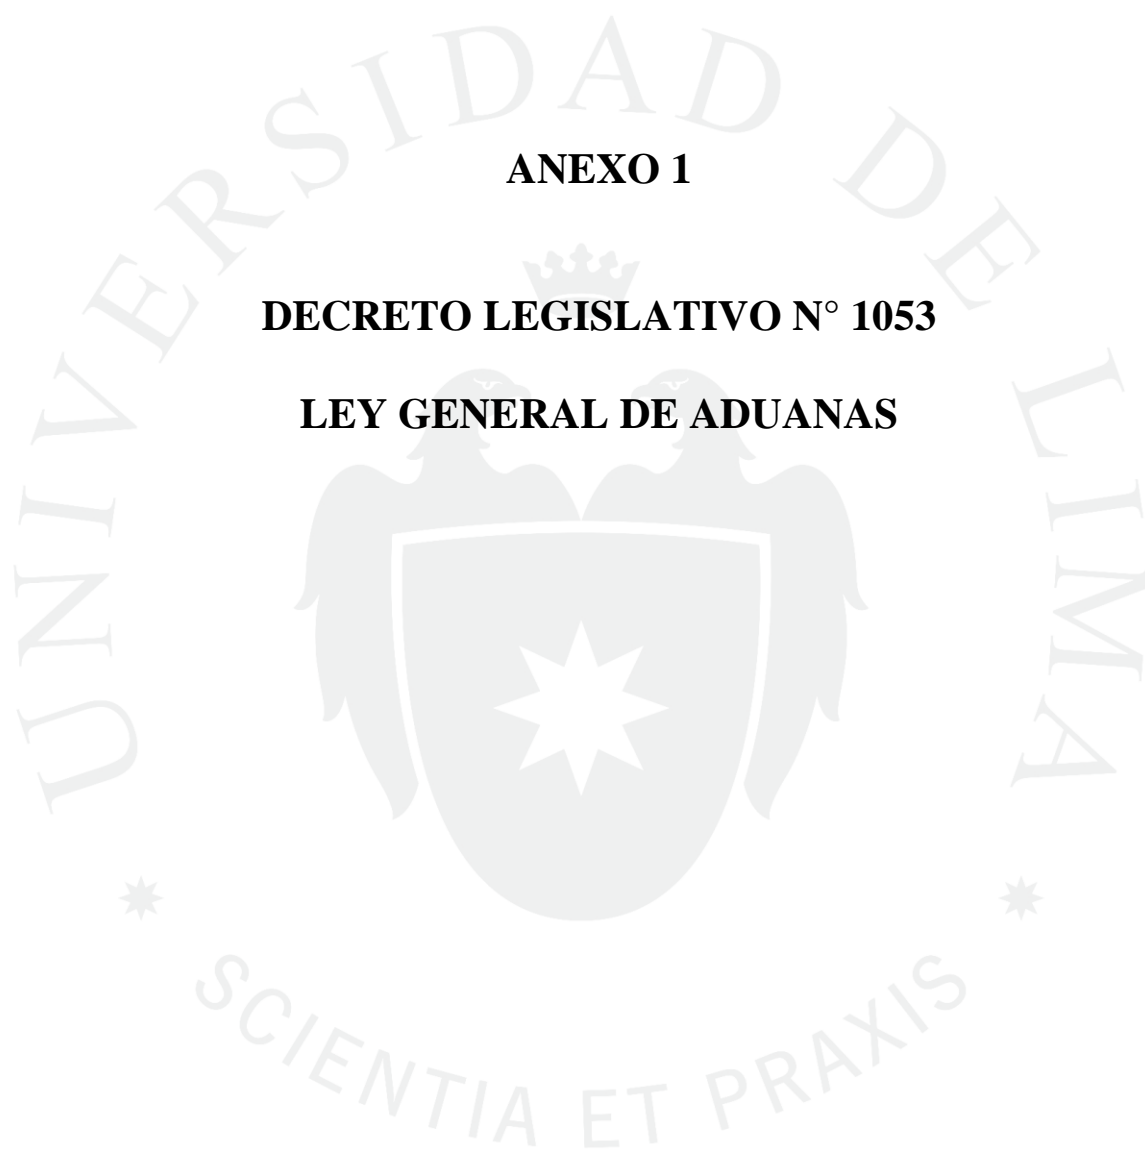 ANEXO 1
DECRETO LEGISLATIVO N° 1053
LEY GENERAL DE ADUANAS
UNIVERSIDAD DE LIMA
SCIENTIA ET PRAXIS